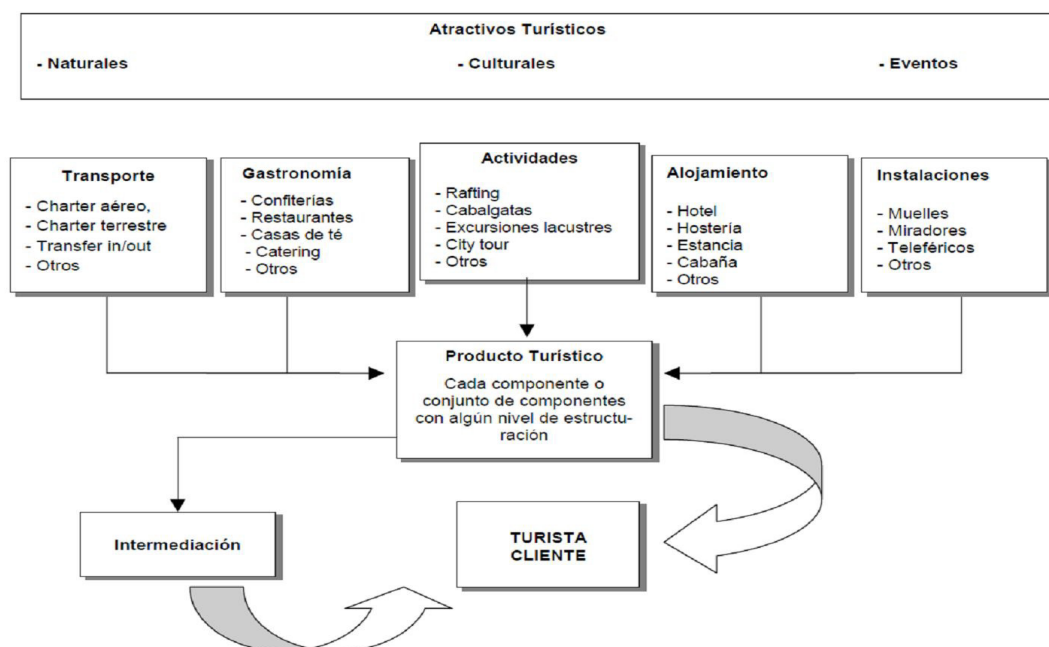 Atractivos Turísticos
- Naturales
- Culturales
- Eventos
Transporte
- Charter aéreo,
- Charter terrestre
- Transfer in/out
- Otros
Gastronomía
- Confiterías
- Restaurantes
- Casas de té
- Catering
- Otros
Actividades
- Rafting
- Cabalgatas
- Excursiones lacustres
- City tour
- Otros
Alojamiento
- Hotel
- Hostería
- Estancia
- Cabaña
- Otros
Instalaciones
- Muelles
- Miradores
- Teleféricos
- Otros
Producto Turístico
Cada componente o
conjunto de componentes
con algún nivel de estructu-
ración
Intermediación
TURISTA
CLIENTE